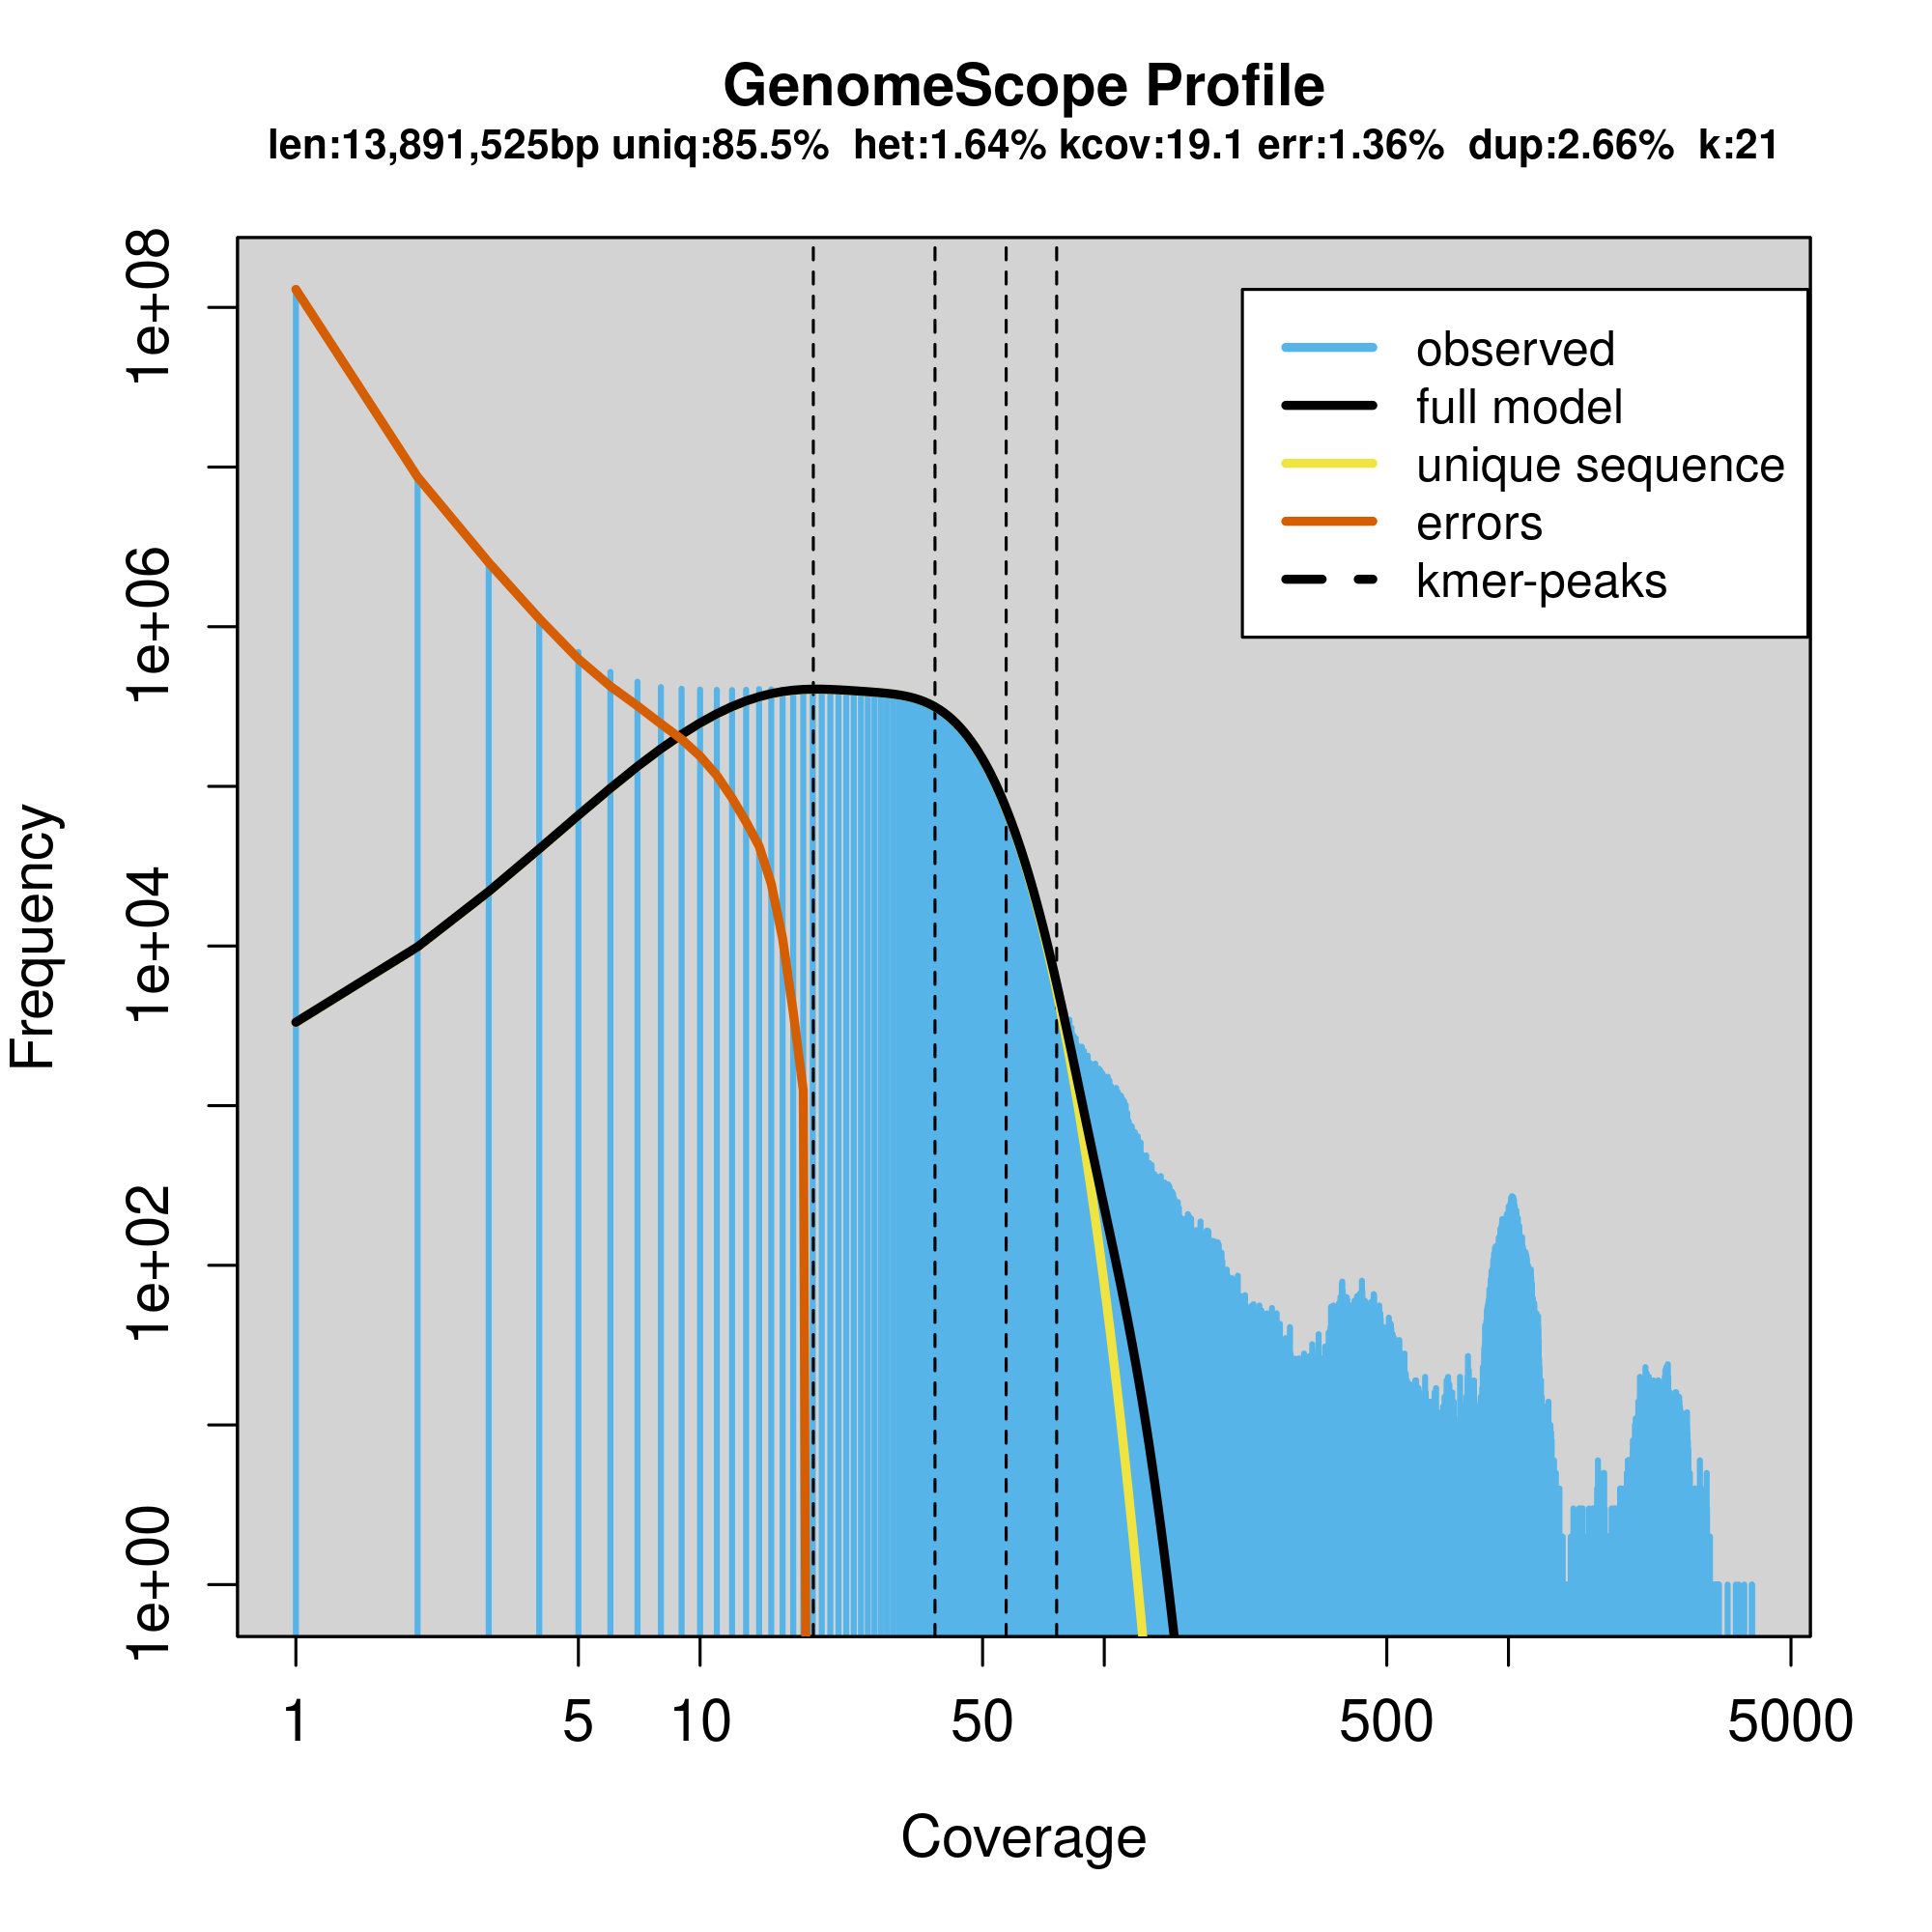 GenomeScope Profile
len:13,891,525bp uniq:85.5% het:1.64% kcov:19.1 err:1.36% dup:2.66% k:21
observed
full model
unique sequence
errors
kmer-peaks
Frequency
1e+08
1e+06
1e+04
1e+02
1e+00
1 5 10 50 500 5000
Coverage